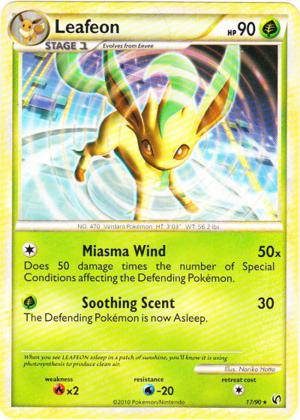 Leafeon HP 90
STAGE 1 Evolves from Eevee
NO. 470 Verdant Pokémon HT: 3'03" WT: 56.2 lbs.
Miasma Wind 50x
Does 50 damage times the number of Special
Conditions affecting the Defending Pokémon.
Soothing Scent 30
The Defending Pokémon is now Asleep.
When you see LEAFEON asleep in a patch of sunshine, you'll know it is using
photosynthesis to produce clean air.
Illus. Noriko Hotta
weakness resistance retreat cost
×2 -20
©2010 Pokémon/Nintendo 17/90 ★